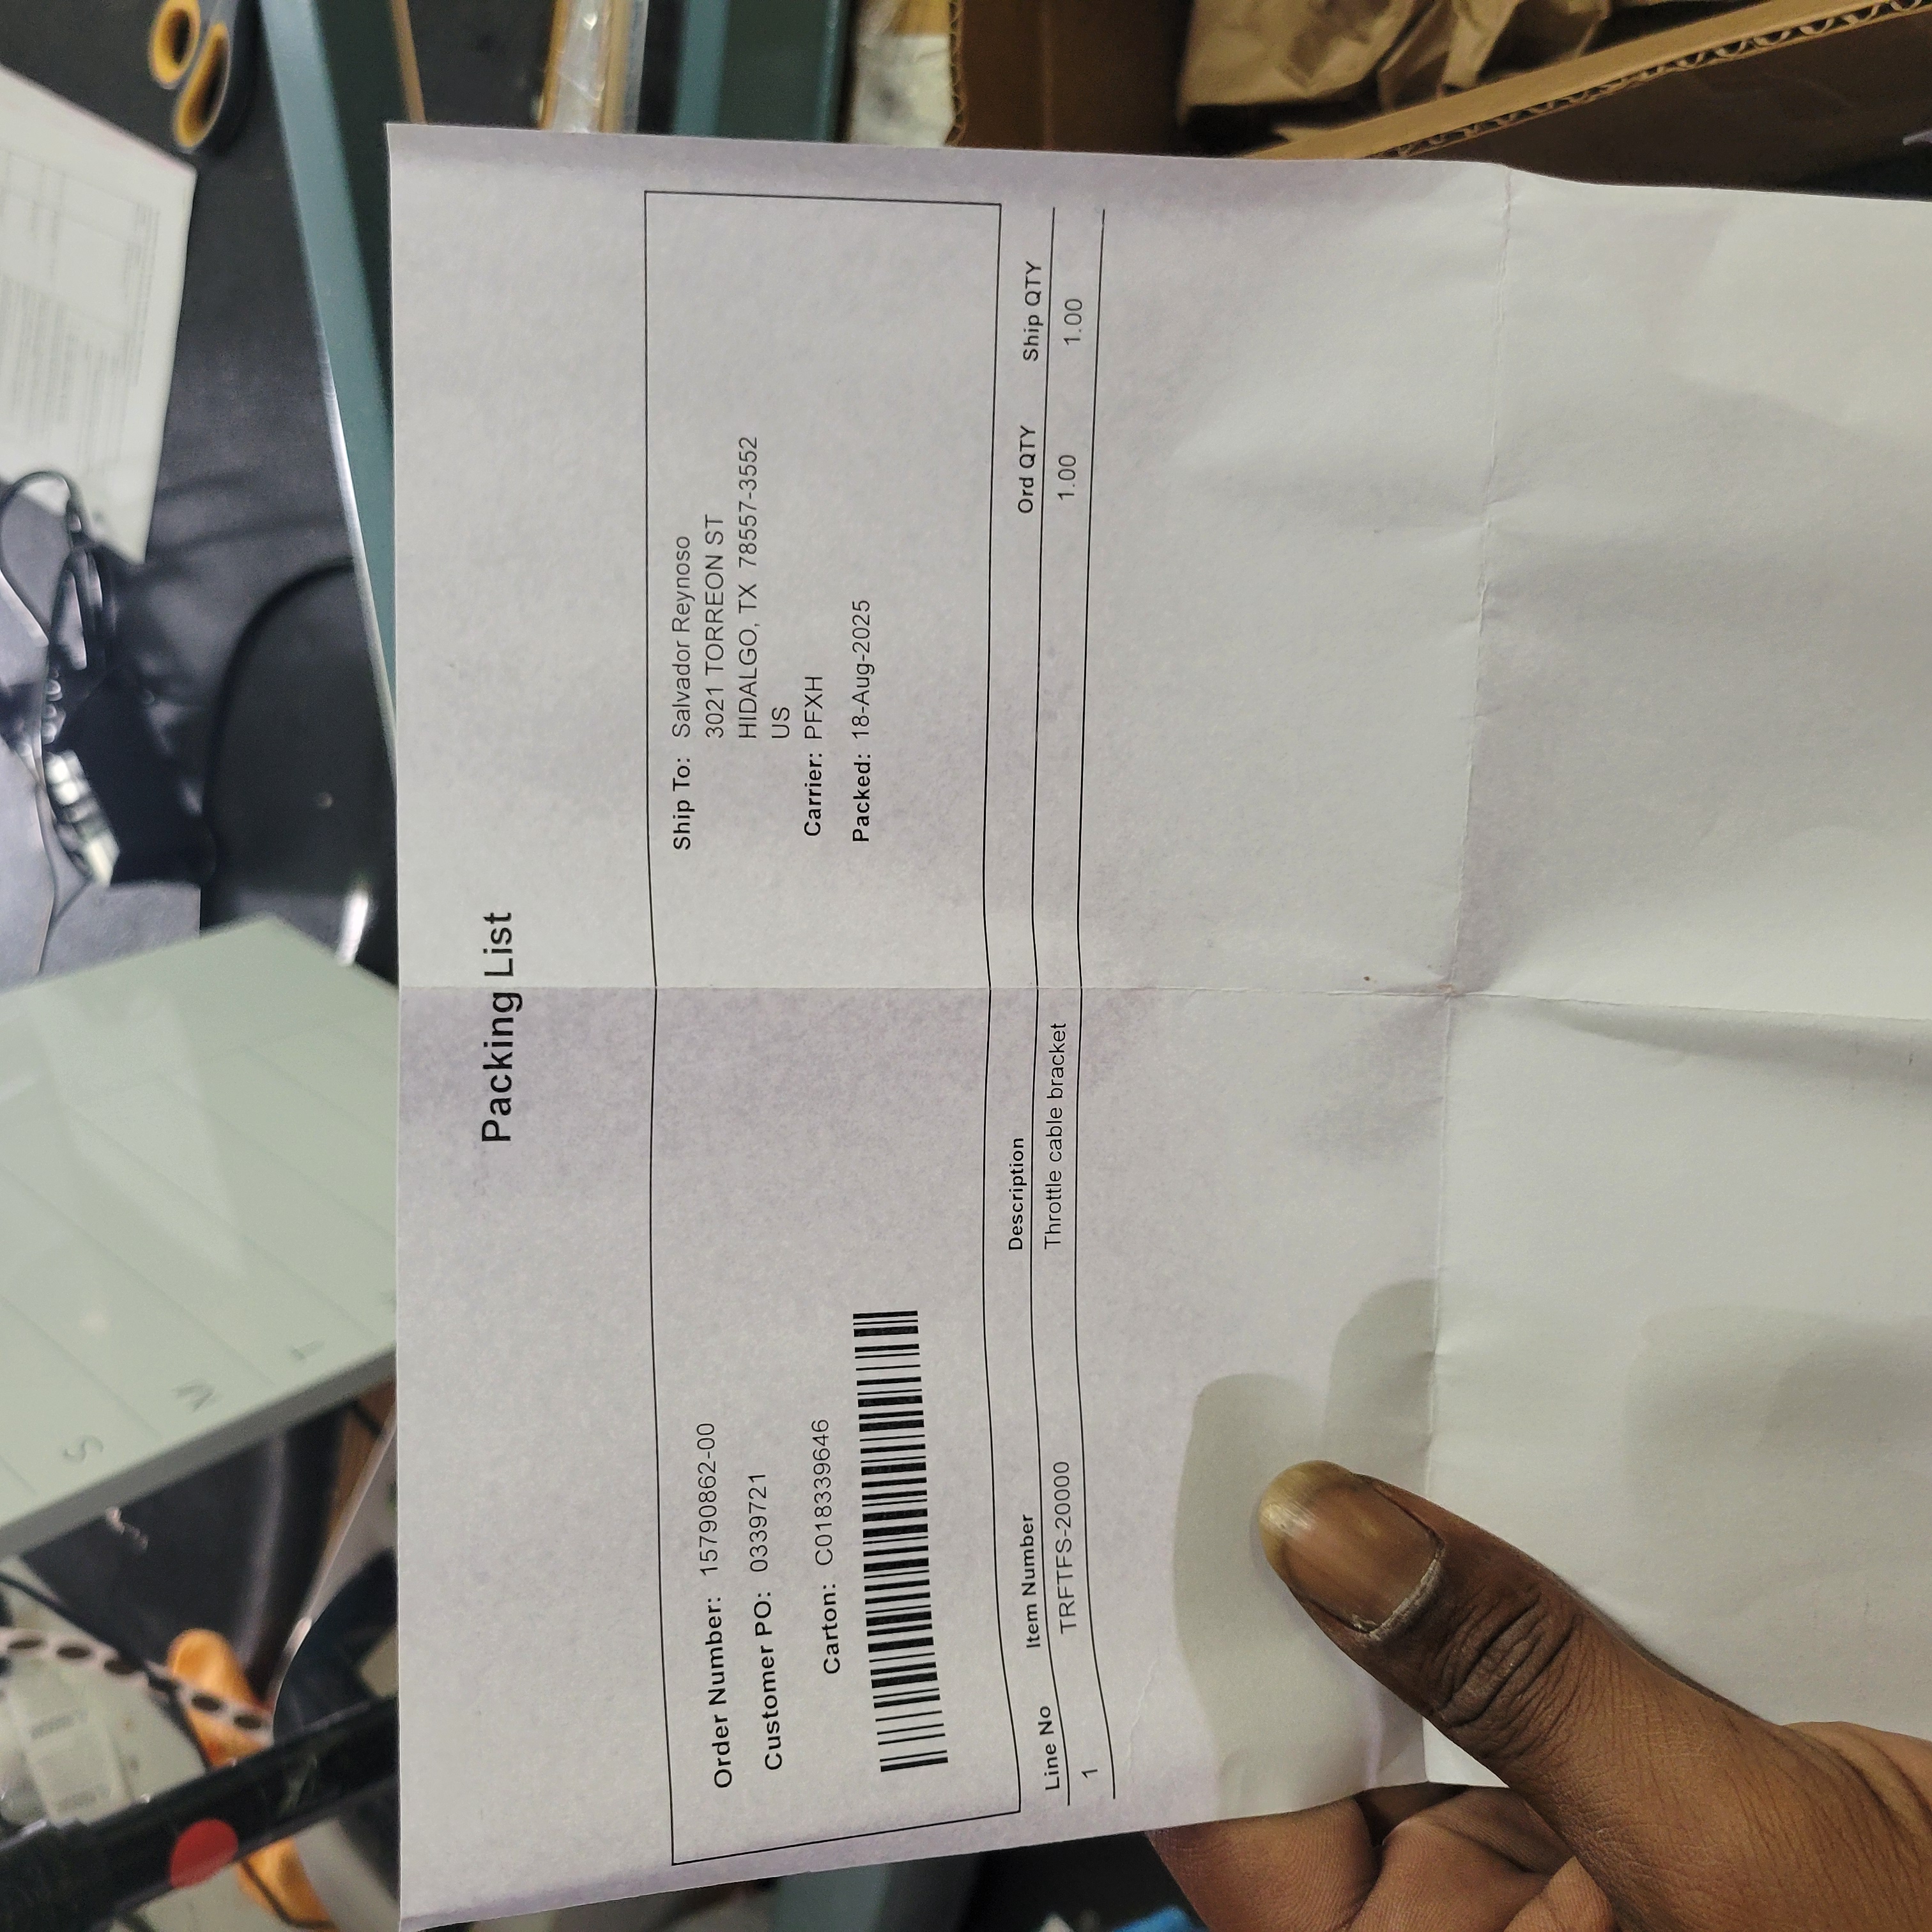 Packing List
Order Number: 15790862-00
Customer PO: 0339721
Carton: C018339646
Ship To: Salvador Reynoso
3021 TORREON ST
HIDALGO, TX 78557-3552
US
Carrier: PFXH
Packed: 18-Aug-2025
Line No Item Number Description Ord QTY Ship QTY
1 TRFTFS-20000 Throttle cable bracket 1.00 1.00
S
M
T